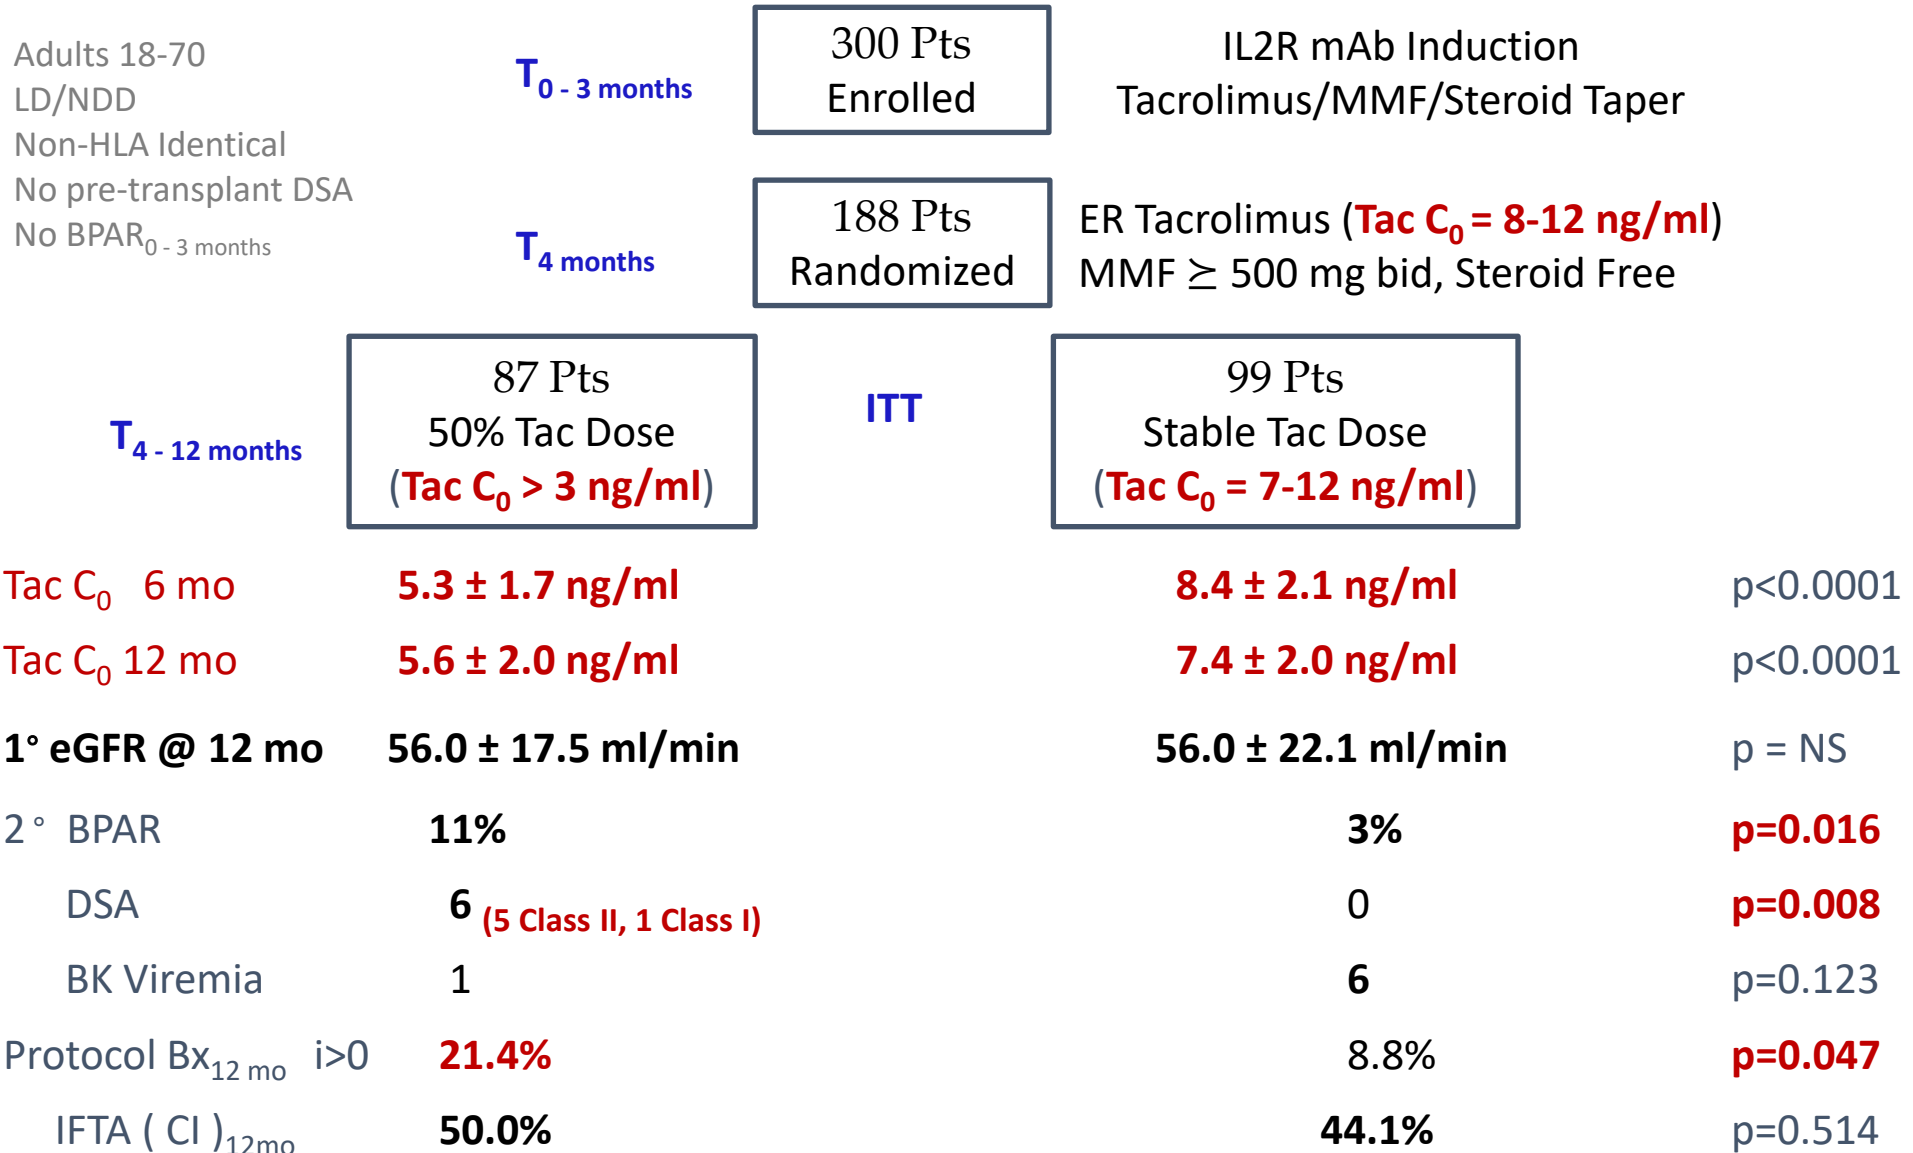 Adults 18-70
LD/NDD
Non-HLA Identical
No pre-transplant DSA
No BPAR0 - 3 months
T0 - 3 months
300 Pts
Enrolled
IL2R mAb Induction
Tacrolimus/MMF/Steroid Taper
T4 months
188 Pts
Randomized
ER Tacrolimus (Tac C0 = 8-12 ng/ml)
MMF ⪰ 500 mg bid, Steroid Free
T4 - 12 months
87 Pts
50% Tac Dose
(Tac C0 > 3 ng/ml)
ITT
99 Pts
Stable Tac Dose
(Tac C0 = 7-12 ng/ml)
Tac C0 6 mo 5.3 ± 1.7 ng/ml 8.4 ± 2.1 ng/ml p<0.0001
Tac C0 12 mo 5.6 ± 2.0 ng/ml 7.4 ± 2.0 ng/ml p<0.0001
1° eGFR @ 12 mo 56.0 ± 17.5 ml/min 56.0 ± 22.1 ml/min p = NS
2° BPAR 11% 3% p=0.016
DSA 6 (5 Class II, 1 Class I) 0 p=0.008
BK Viremia 1 6 p=0.123
Protocol Bx12 mo i>0 21.4% 8.8% p=0.047
IFTA ( CI )12mo 50.0% 44.1% p=0.514